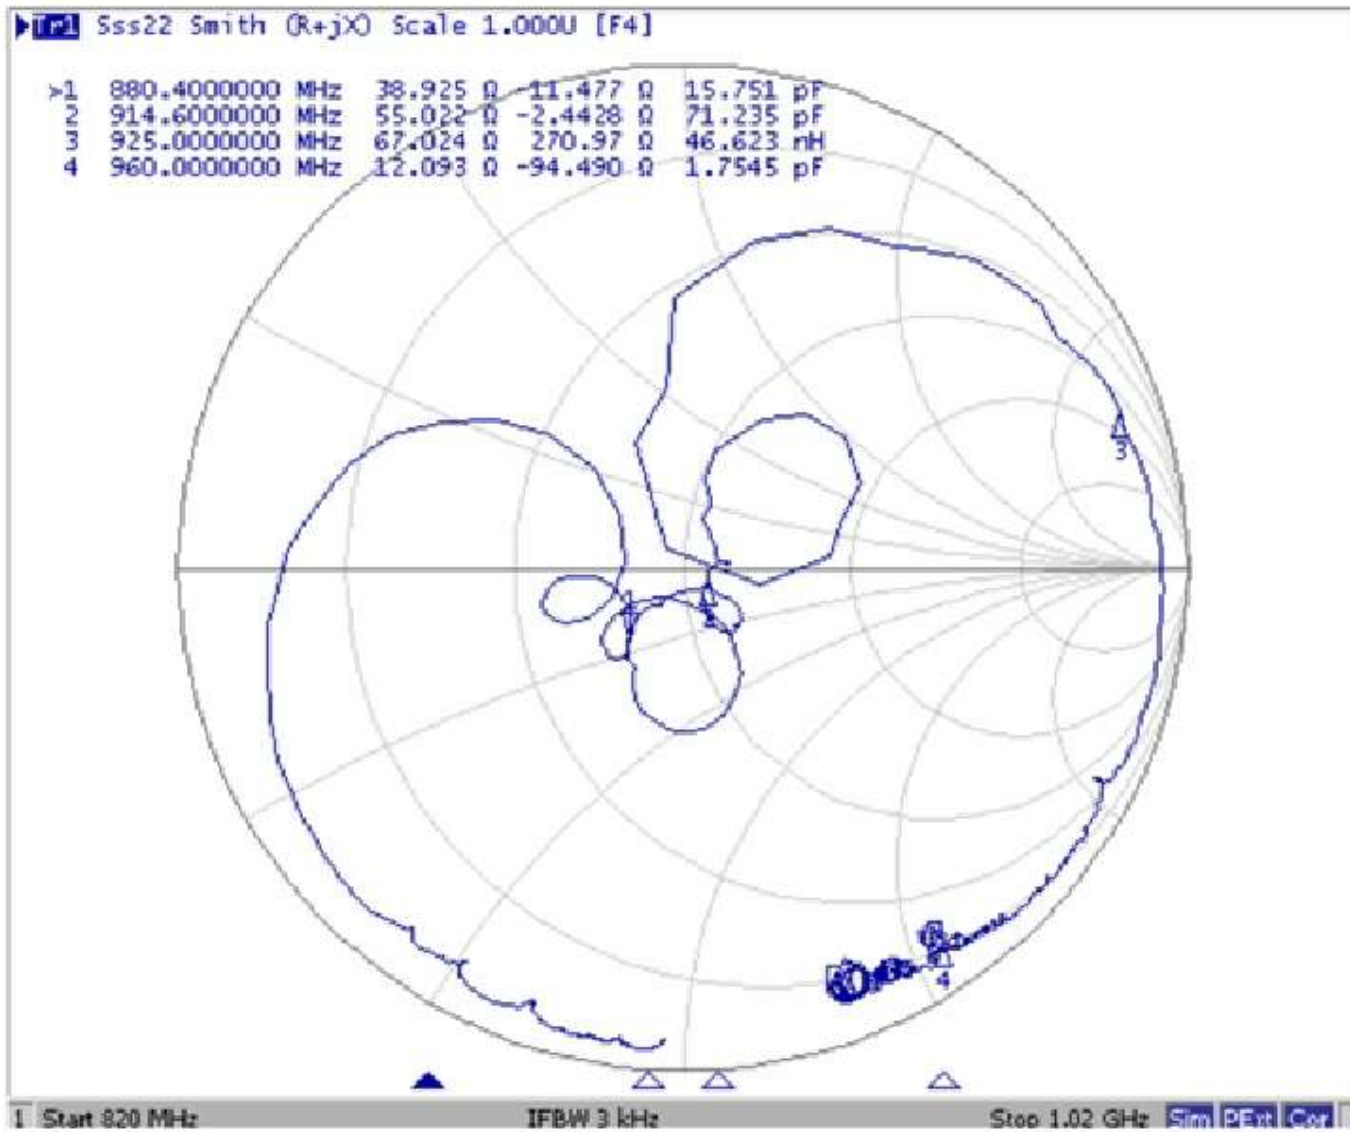 Tr1 Sss22 Smith (R+jX) Scale 1.000U [F4]
>1 880.4000000 MHz 38.925 Ω -11.477 Ω 15.751 pF
2 914.6000000 MHz 55.022 Ω -2.4428 Ω 71.235 pF
3 925.0000000 MHz 67.024 Ω 270.97 Ω 46.623 nH
4 960.0000000 MHz 12.093 Ω -94.490 Ω 1.7545 pF
3
1
2
4
1 Start 820 MHz IFBW 3 kHz Stop 1.02 GHz Sim PExt Cor